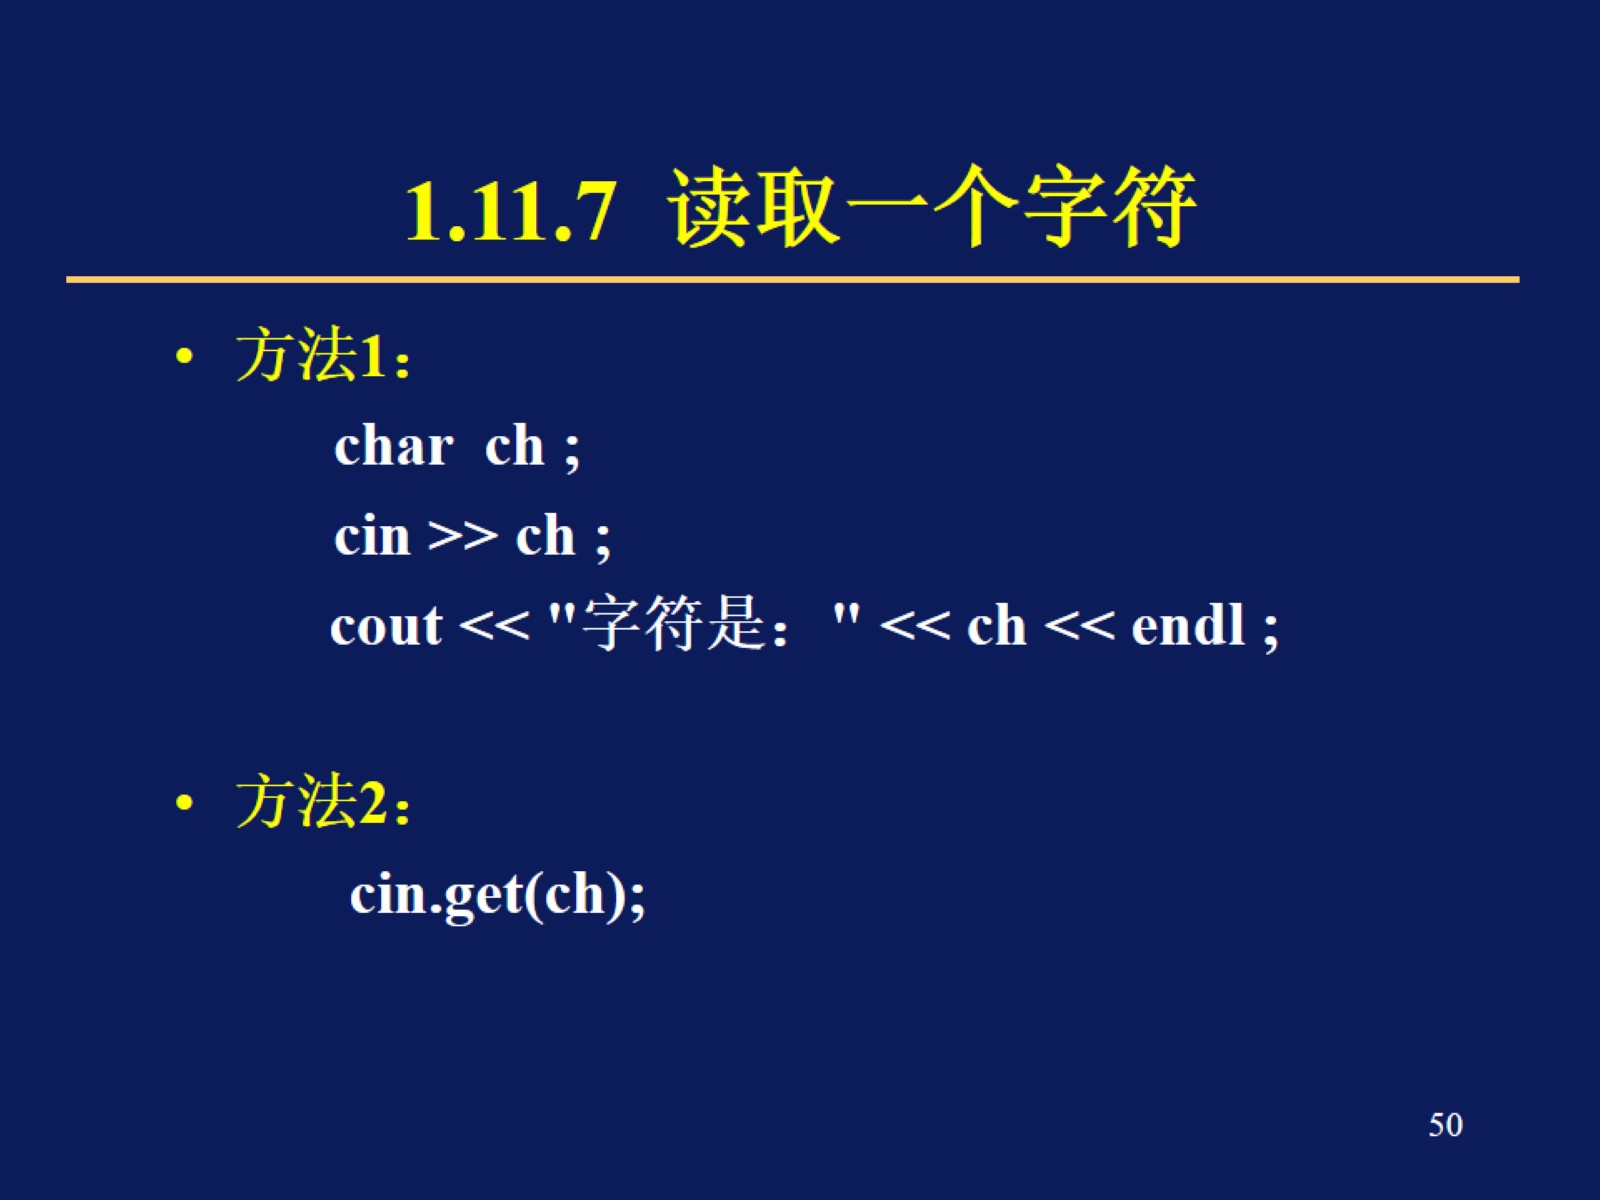 1.11.7 读取一个字符
• 方法1：
char ch ;
cin >> ch ;
cout << "字符是：" << ch << endl ;
• 方法2：
cin.get(ch);
50